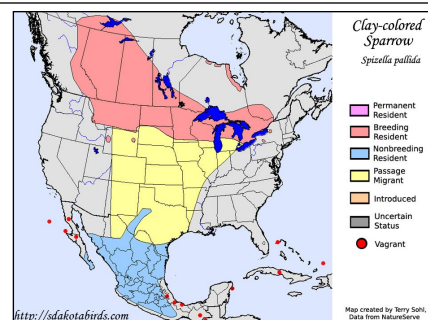 Clay-colored
Sparrow
Spizella pallida
Permanent
Resident
Breeding
Resident
Nonbreeding
Resident
Passage
Migrant
Introduced
Uncertain
Status
Vagrant
http://sdakotabirds.com
Map created by Terry Sohl,
Data from NatureServe